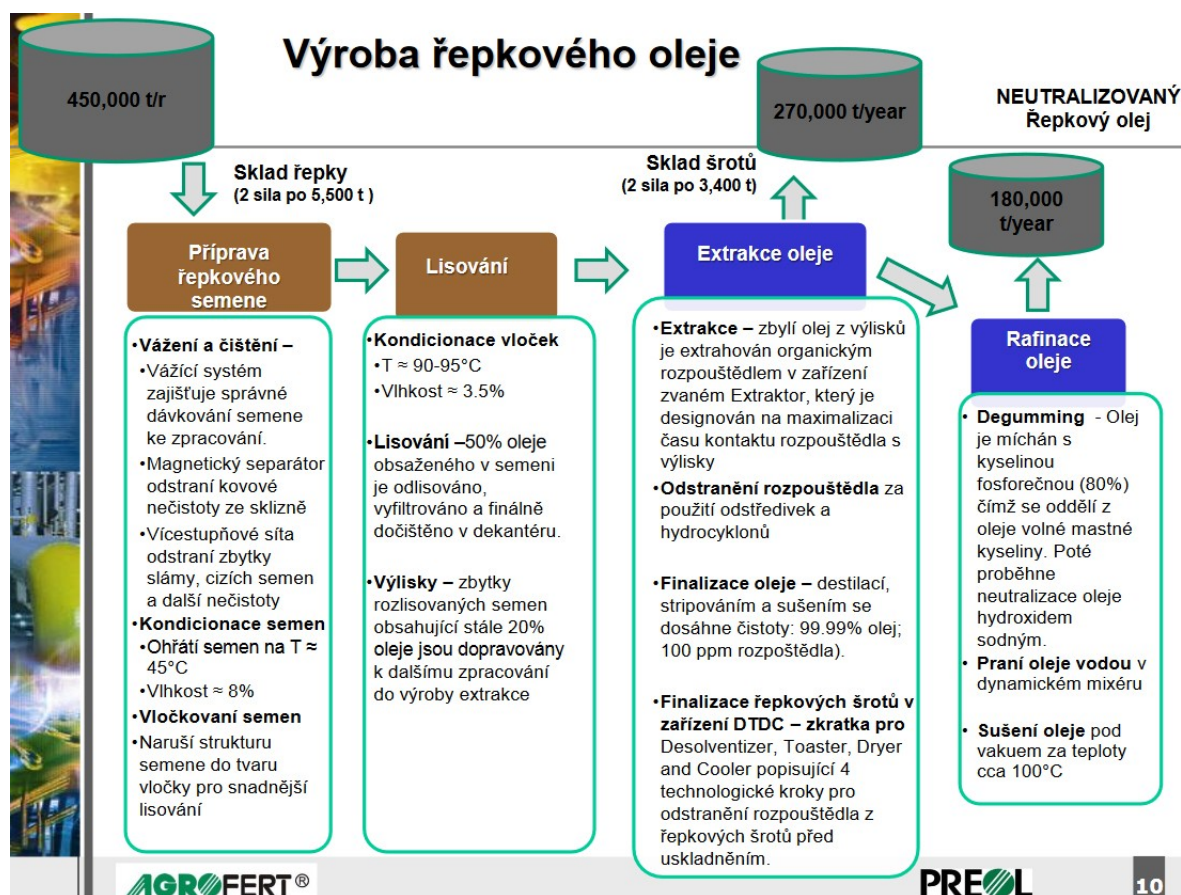 Výroba řepkového oleje
450,000 t/r
270,000 t/year
NEUTRALIZOVANÝ
Řepkový olej
Sklad řepky
(2 sila po 5,500 t )
Sklad šrotů
(2 sila po 3,400 t)
180,000
t/year
Příprava
řepkového
semene
•Vážení a čištění –
•Vážící systém
zajišťuje správné
dávkování semene
ke zpracování.
•Magnetický separátor
odstraní kovové
nečistoty ze sklizně
•Vícestupňové síta
odstraní zbytky
slámy, cizích semen
a další nečistoty
•Kondicionace semen
•Ohřátí semen na T ≈
45°C
•Vlhkost ≈ 8%
•Vločkovaní semen
•Naruší strukturu
semene do tvaru
vločky pro snadnější
lisování
Lisování
•Kondicionace vloček
•T ≈ 90-95°C
•Vlhkost ≈ 3.5%
•Lisování –50% oleje
obsaženého v semeni
je odlisováno,
vyfiltrováno a finálně
dočištěno v dekantéru.
•Výlisky – zbytky
rozlisovaných semen
obsahující stále 20%
oleje jsou dopravovány
k dalšímu zpracování
do výroby extrakce
Extrakce oleje
•Extrakce – zbylí olej z výlisků
je extrahován organickým
rozpouštědlem v zařízení
zvaném Extraktor, který je
designován na maximalizaci
času kontaktu rozpouštědla s
výlisky
•Odstranění rozpouštědla za
použití odstředivek a
hydrocyklonů
•Finalizace oleje – destilací,
stripováním a sušením se
dosáhne čistoty: 99.99% olej;
100 ppm rozpoštědla).
•Finalizace řepkových šrotů v
zařízení DTDC – zkratka pro
Desolventizer, Toaster, Dryer
and Cooler popisující 4
technologické kroky pro
odstranění rozpouštědla z
řepkových šrotů před
uskladněním.
Rafinace
oleje
• Degumming - Olej
je míchán s
kyselinou
fosforečnou (80%)
čímž se oddělí z
oleje volné mastné
kyseliny. Poté
proběhne
neutralizace oleje
hydroxidem
sodným.
• Praní oleje vodou v
dynamickém mixéru
• Sušení oleje pod
vakuem za teploty
cca 100°C
AGROFERT®
PREOL
10